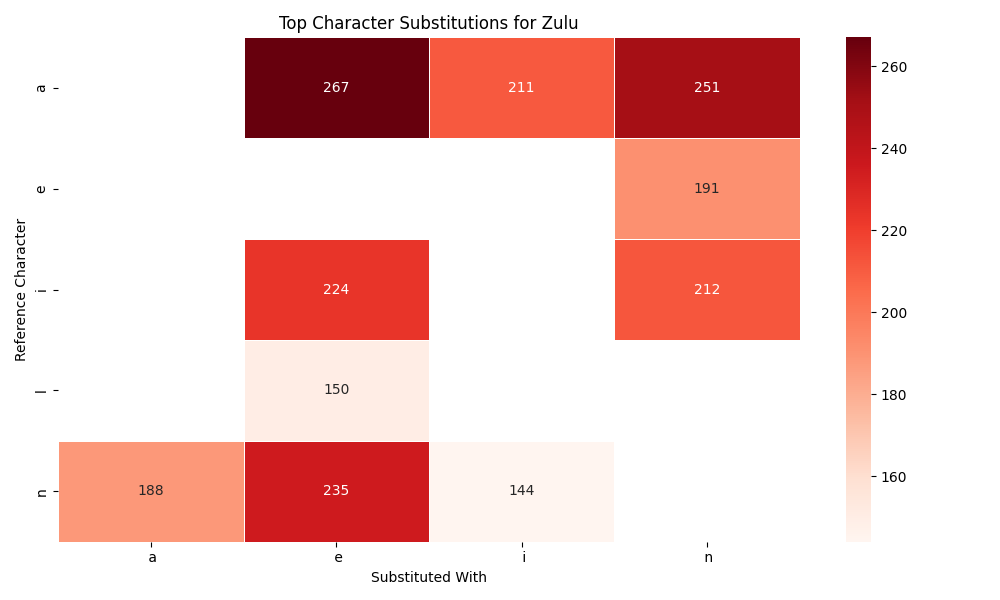 Top Character Substitutions for Zulu
a 267 211 251
e 191
i 224 212
l 150
n 188 235 144
a e i n
Substituted With
Reference Character
260
240
220
200
180
160